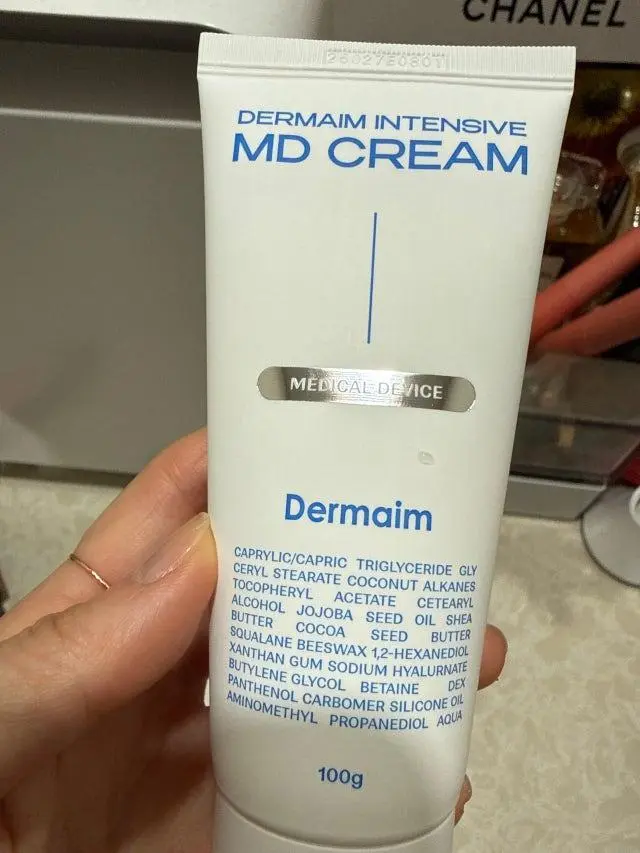 CHANEL
26027E0801
DERMAIM INTENSIVE
MD CREAM
MEDICAL DEVICE
Dermaim
CAPRYLIC/CAPRIC TRIGLYCERIDE GLY
CERYL STEARATE COCONUT ALKANES
TOCOPHERYL ACETATE CETEARYL
ALCOHOL JOJOBA SEED OIL SHEA
BUTTER COCOA SEED BUTTER
SQUALANE BEESWAX 1,2-HEXANEDIOL
XANTHAN GUM SODIUM HYALURNATE
BUTYLENE GLYCOL BETAINE DEX
PANTHENOL CARBOMER SILICONE OIL
AMINOMETHYL PROPANEDIOL AQUA
100g